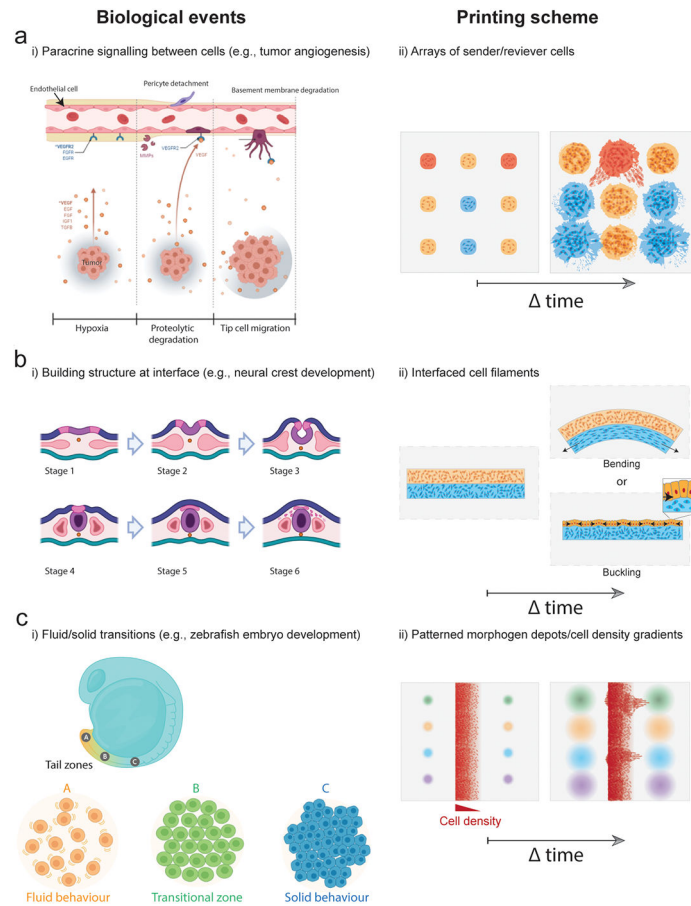 Biological events
Printing scheme
a
i) Paracrine signalling between cells (e.g., tumor angiogenesis)
ii) Arrays of sender/reviever cells
Endothelial cell
Pericyte detachment
Basement membrane degradation
*VEGFR2
FGFR
EGFR
MMPs
VEGFR2
VEGF
*VEGF
EGF
FGF
IGF1
TGFB
Tumor
Hypoxia
Proteolytic
degradation
Tip cell migration
Δ time
b
i) Building structure at interface (e.g., neural crest development)
ii) Interfaced cell filaments
Stage 1
Stage 2
Stage 3
Stage 4
Stage 5
Stage 6
Bending
or
Buckling
Δ time
c
i) Fluid/solid transitions (e.g., zebrafish embryo development)
ii) Patterned morphogen depots/cell density gradients
A
B
C
Tail zones
A
B
C
Fluid behaviour
Transitional zone
Solid behaviour
Cell density
Δ time